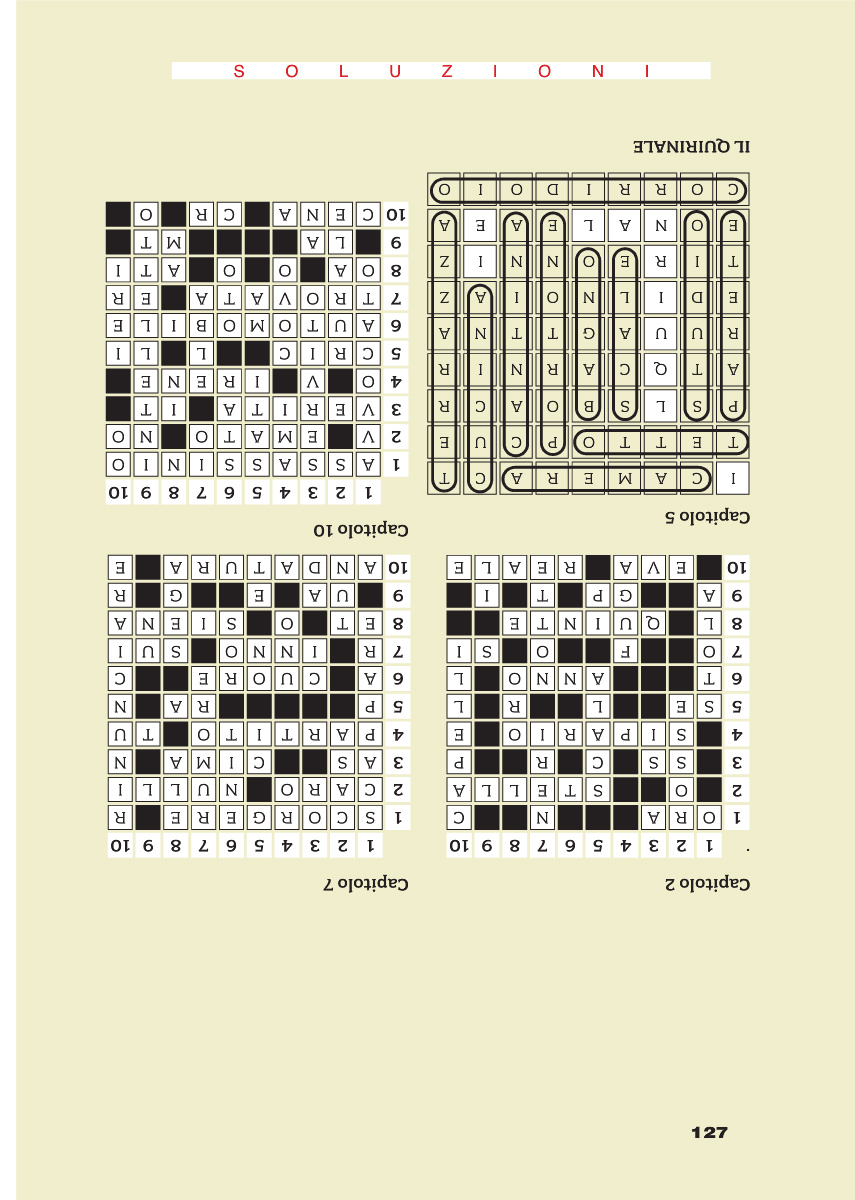 SOLUZIONI
Capitolo 2
1 2 3 4 5 6 7 8 9 10
1 O R A N C
2 O S T E L L A
3 S S C R P
4 S I P A R I O E
5 S E L R L
6 T A N N O L
7 O F O S I
8 L Q U I N T E
9 A G P T I
10 E V A R E A L E
Capitolo 7
1 2 3 4 5 6 7 8 9 10
1 S C O R G E R E R
2 C A R O N U L L I
3 A S C I M A N
4 P A R T I T O T U
5 P R A N
6 A C U O R E C
7 R I N N O S U I
8 E T O S I E N A
9 U A E G R
10 A N D A T U R A E
Capitolo 5
I C A M E R A C T
T E T T O P C U E
P S L S B O A C R
A T Q C A R N I R
R U U A G T T N A
E D I L N O I A Z
T I R E O N N I Z
E O N A L E A E A
C O R R I D O I O
IL QUIRINALE
Capitolo 10
1 2 3 4 5 6 7 8 9 10
1 A S S A S S I N I O
2 V E M A T O N O
3 V E R I T A I T
4 O V I R E N E
5 C R I C L L I
6 A U T O M O B I L E
7 T R O V A T A E R
8 O A O O A T I
9 L A M T
10 C E N A C R O
127